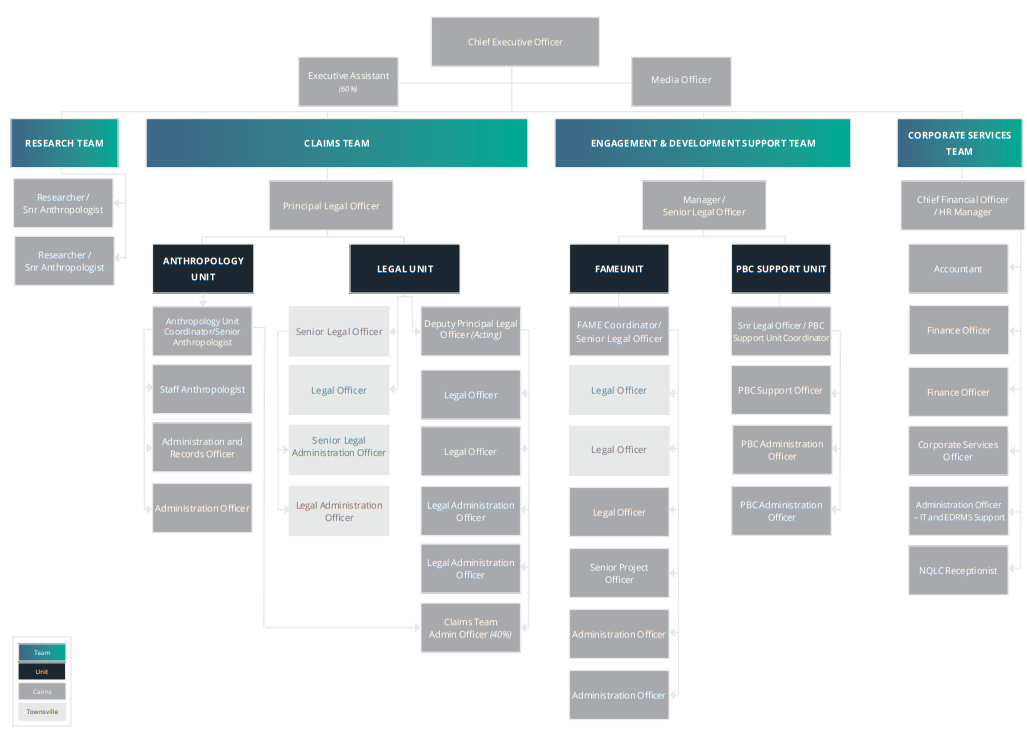 Chief Executive Officer
Executive Assistant
(60%)
Media Officer
RESEARCH TEAM
CLAIMS TEAM
ENGAGEMENT & DEVELOPMENT SUPPORT TEAM
CORPORATE SERVICES
TEAM
Researcher /
Snr Anthropologist
Researcher /
Snr Anthropologist
Principal Legal Officer
ANTHROPOLOGY
UNIT
LEGAL UNIT
Anthropology Unit
Coordinator/Senior
Anthropologist
Staff Anthropologist
Administration and
Records Officer
Administration Officer
Senior Legal Officer
Legal Officer
Senior Legal
Administration Officer
Legal Administration
Officer
Deputy Principal Legal
Officer (Acting)
Legal Officer
Legal Officer
Legal Administration
Officer
Legal Administration
Officer
Claims Team
Admin Officer (40%)
Manager /
Senior Legal Officer
FAME UNIT
PBC SUPPORT UNIT
FAME Coordinator/
Senior Legal Officer
Legal Officer
Legal Officer
Legal Officer
Senior Project
Officer
Administration Officer
Administration Officer
Snr Legal Officer / PBC
Support Unit Coordinator
PBC Support Officer
PBC Administration
Officer
PBC Administration
Officer
Chief Financial Officer
/ HR Manager
Accountant
Finance Officer
Finance Officer
Corporate Services
Officer
Administration Officer
– IT and EDRMS Support
NQLC Receptionist
Team
Unit
Cairns
Townsville